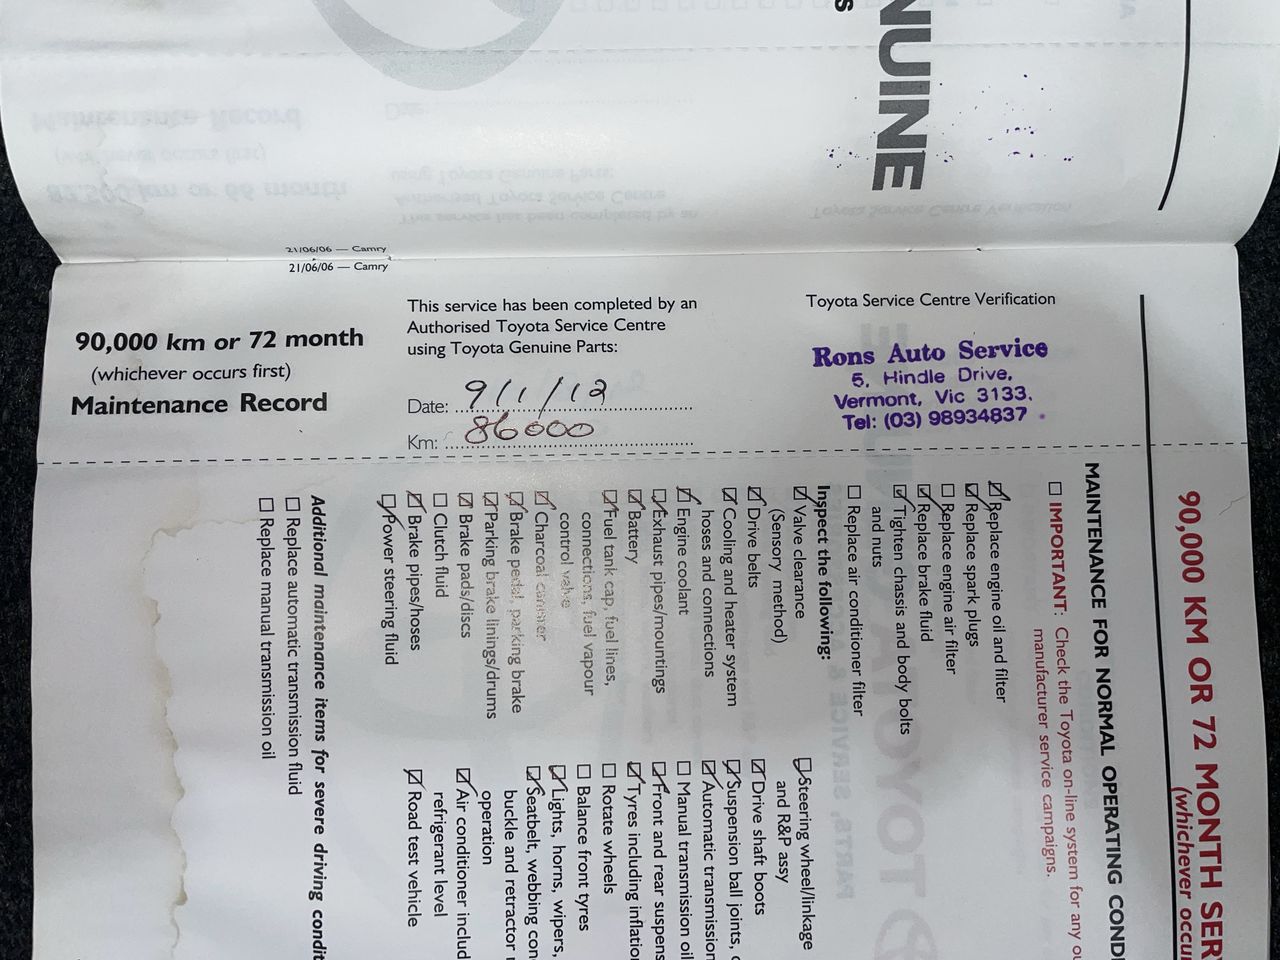 NUINE
21/06/06 — Camry
21/06/06 — Camry
90,000 km or 72 month
(whichever occurs first)
Maintenance Record
This service has been completed by an
Authorised Toyota Service Centre
using Toyota Genuine Parts:
Date: 9/1/12
Km: 86000
Toyota Service Centre Verification
Rons Auto Service
5, Hindle Drive,
Vermont, Vic 3133.
Tel: (03) 98934837
90,000 KM OR 72 MONTH SER
(whichever occu
MAINTENANCE FOR NORMAL OPERATING COND
IMPORTANT: Check the Toyota on-line system for any ou
manufacturer service campaigns.
Replace engine oil and filter
Replace spark plugs
Replace engine air filter
Replace brake fluid
Tighten chassis and body bolts
and nuts
Replace air conditioner filter
Inspect the following:
Valve clearance
(Sensory method)
Drive belts
Cooling and heater system
hoses and connections
Engine coolant
Exhaust pipes/mountings
Battery
Fuel tank cap, fuel lines,
connections, fuel vapour
control valve
Charcoal canister
Brake pedal, parking brake
Parking brake linings/drums
Brake pads/discs
Clutch fluid
Brake pipes/hoses
Power steering fluid
Steering wheel/linkage
and R&P assy
Drive shaft boots
Suspension ball joints,
Automatic transmission
Manual transmission oil
Front and rear suspens
Tyres including inflation
Rotate wheels
Balance front tyres
Lights, horns, wipers,
Seatbelt, webbing con
buckle and retractor
operation
Air conditioner includ
refrigerant level
Road test vehicle
Additional maintenance items for severe driving condit
Replace automatic transmission fluid
Replace manual transmission oil